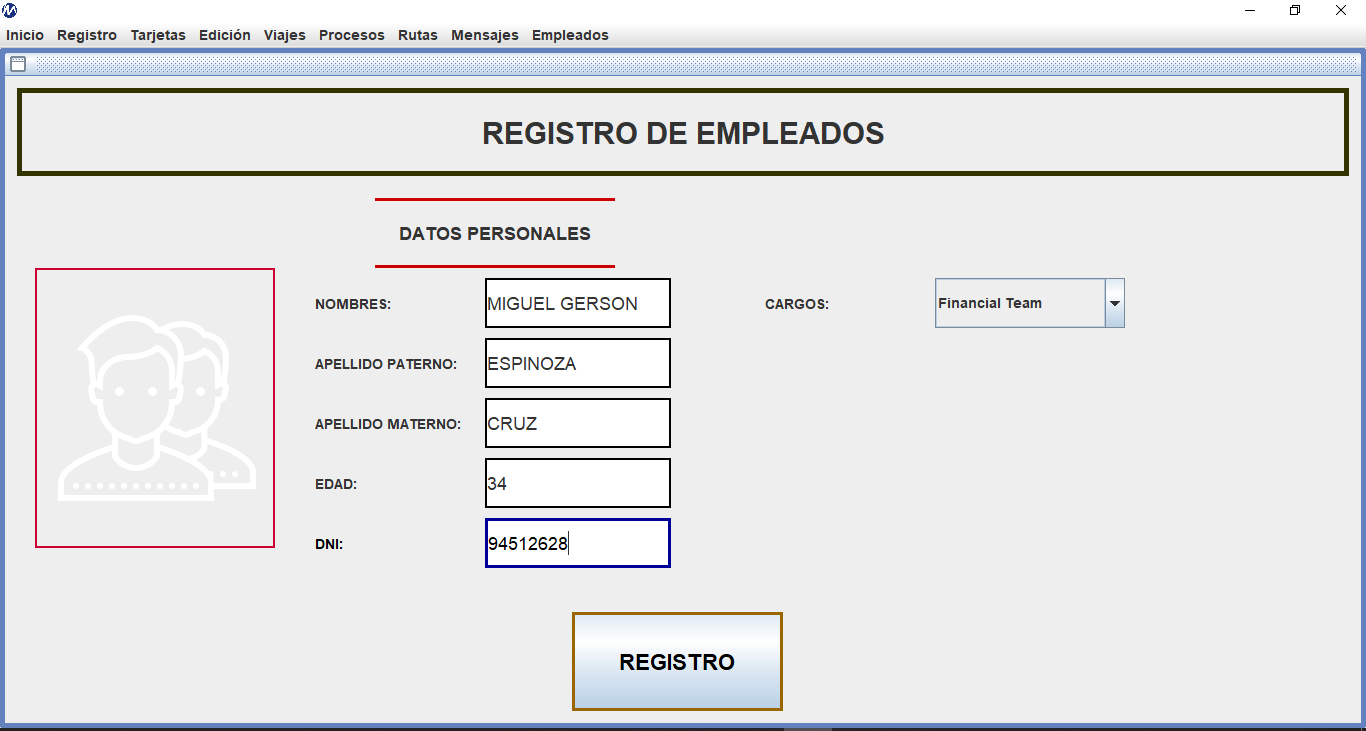 Inicio Registro Tarjetas Edición Viajes Procesos Rutas Mensajes Empleados
REGISTRO DE EMPLEADOS
DATOS PERSONALES
NOMBRES: MIGUEL GERSON CARGOS: Financial Team
APELLIDO PATERNO: ESPINOZA
APELLIDO MATERNO: CRUZ
EDAD: 34
DNI: 94512628
REGISTRO